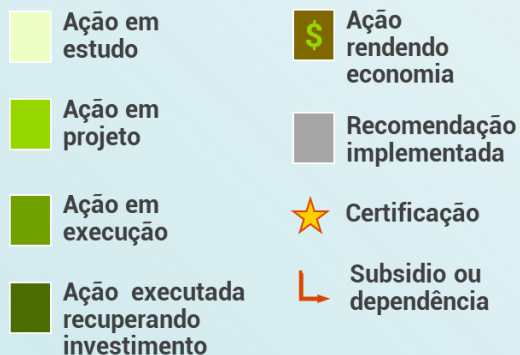 Ação em
estudo
Ação em
projeto
Ação em
execução
Ação executada
recuperando
investimento
$
Ação
rendendo
economia
Recomendação
implementada
Certificação
Subsidio ou
dependência